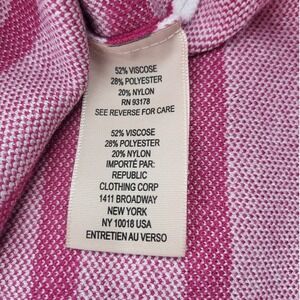 52% VISCOSE
28% POLYESTER
20% NYLON
RN 93178
SEE REVERSE FOR CARE
52% VISCOSE
28% POLYESTER
20% NYLON
IMPORTÉ PAR:
REPUBLIC
CLOTHING CORP
1411 BROADWAY
NEW YORK
NY 10018 USA
ENTRETIEN AU VERSO